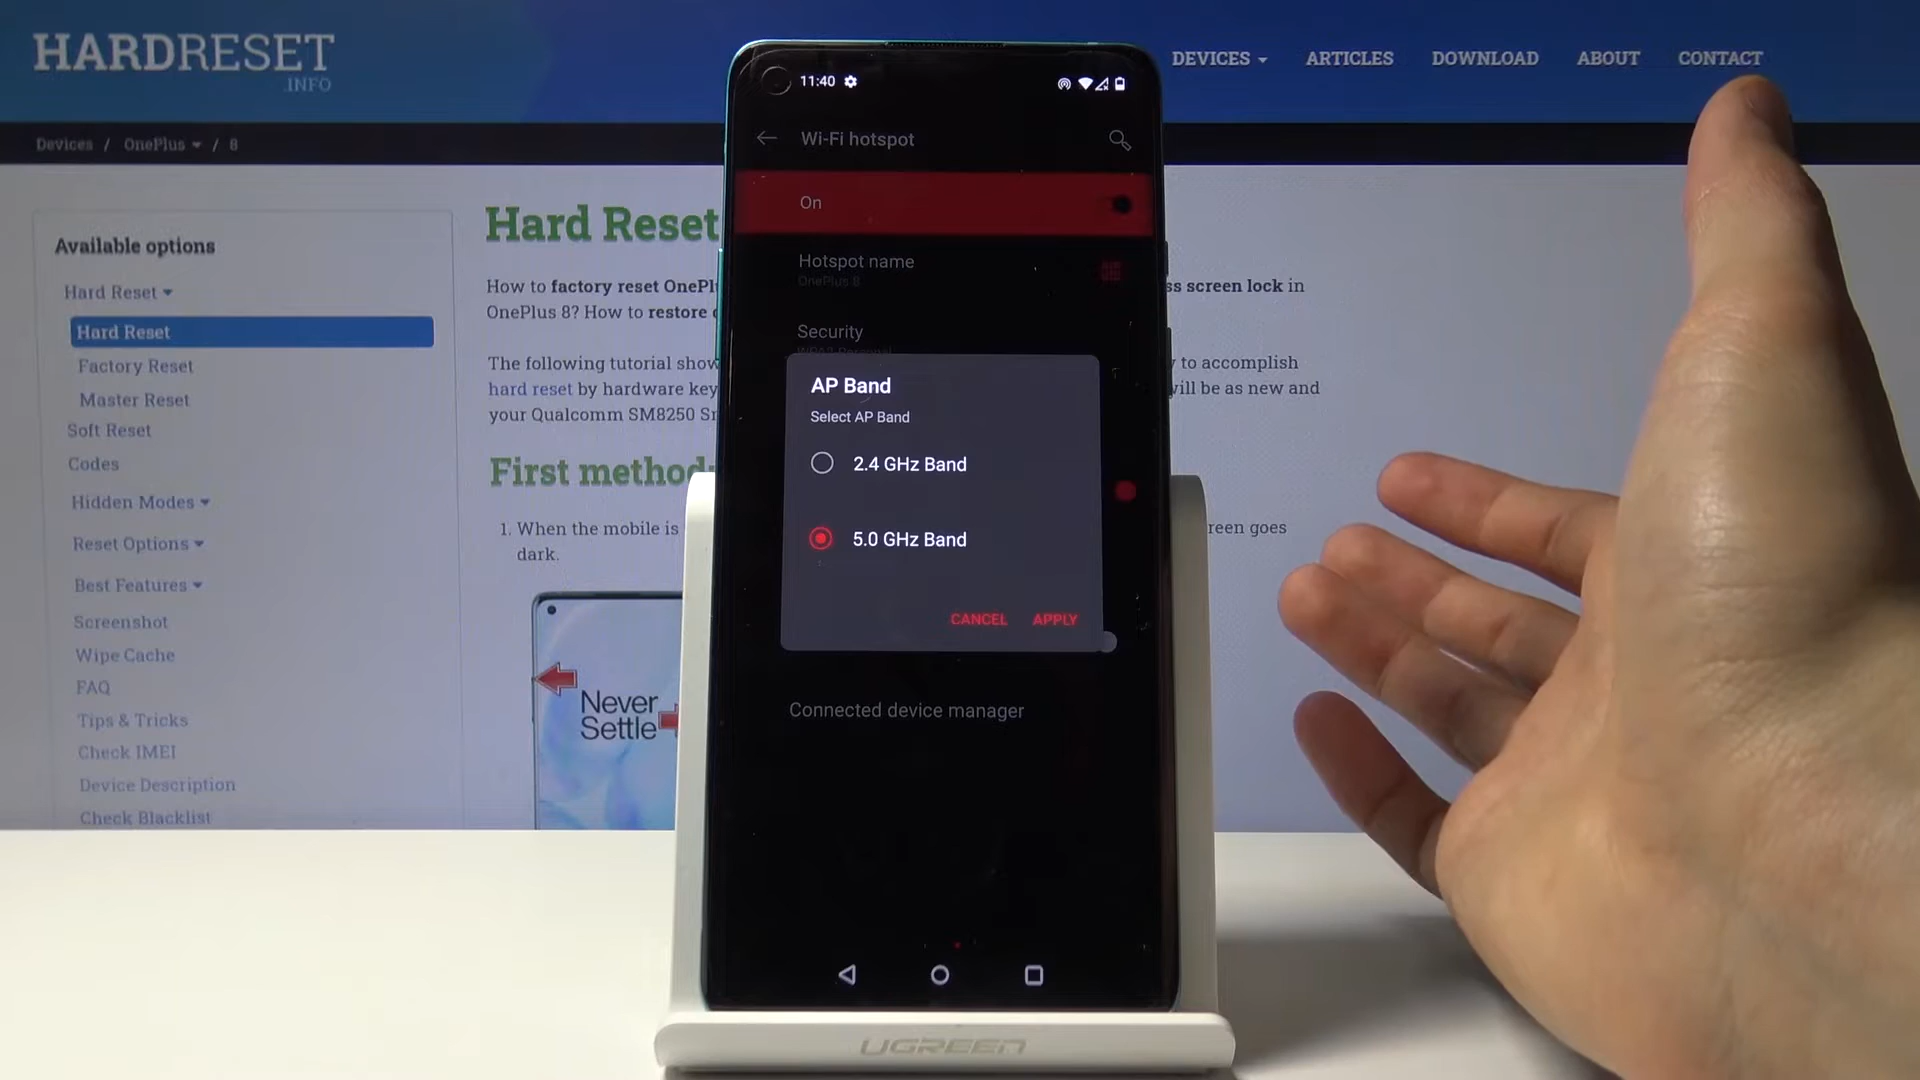 HARDRESET
.INFO
DEVICES
ARTICLES
DOWNLOAD
ABOUT
CONTACT
Devices / OnePlus / 8
Available options
Hard Reset
Hard Reset
Factory Reset
Master Reset
Soft Reset
Codes
Hidden Modes
Reset Options
Best Features
Screenshot
Wipe Cache
FAQ
Tips & Tricks
Check IMEI
Device Description
Check Blacklist
Hard Reset
How to factory reset OnePl
ss screen lock in
OnePlus 8? How to restore
The following tutorial show
y to accomplish
hard reset by hardware key
will be as new and
your Qualcomm SM8250
First method:
1. When the mobile is
reen goes
dark.
Never
Settle
11:40
Wi-Fi hotspot
On
Hotspot name
OnePlus 8
Security
WPA2-Personal
AP Band
Select AP Band
2.4 GHz Band
5.0 GHz Band
CANCEL
APPLY
Connected device manager
UGREEN